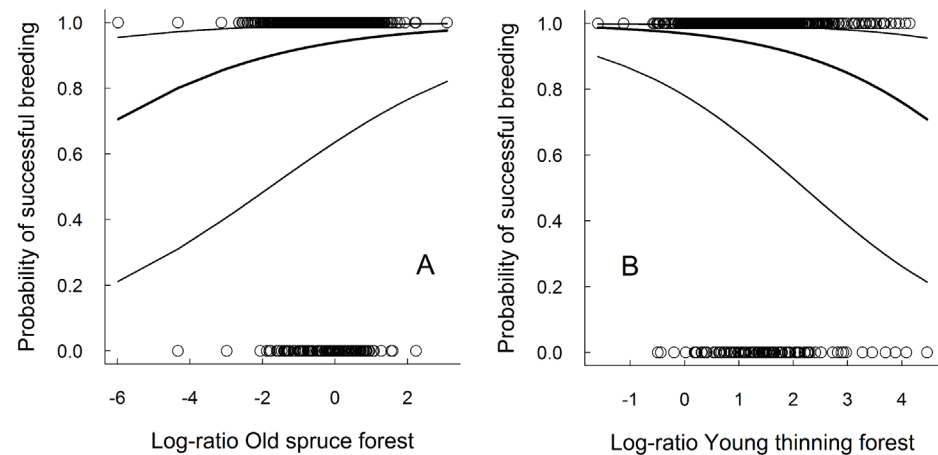 Probability of successful breeding
1.0
0.8
0.6
0.4
0.2
0.0
A
-6 -4 -2 0 2
Log-ratio Old spruce forest
Probability of successful breeding
1.0
0.8
0.6
0.4
0.2
0.0
B
-1 0 1 2 3 4
Log-ratio Young thinning forest